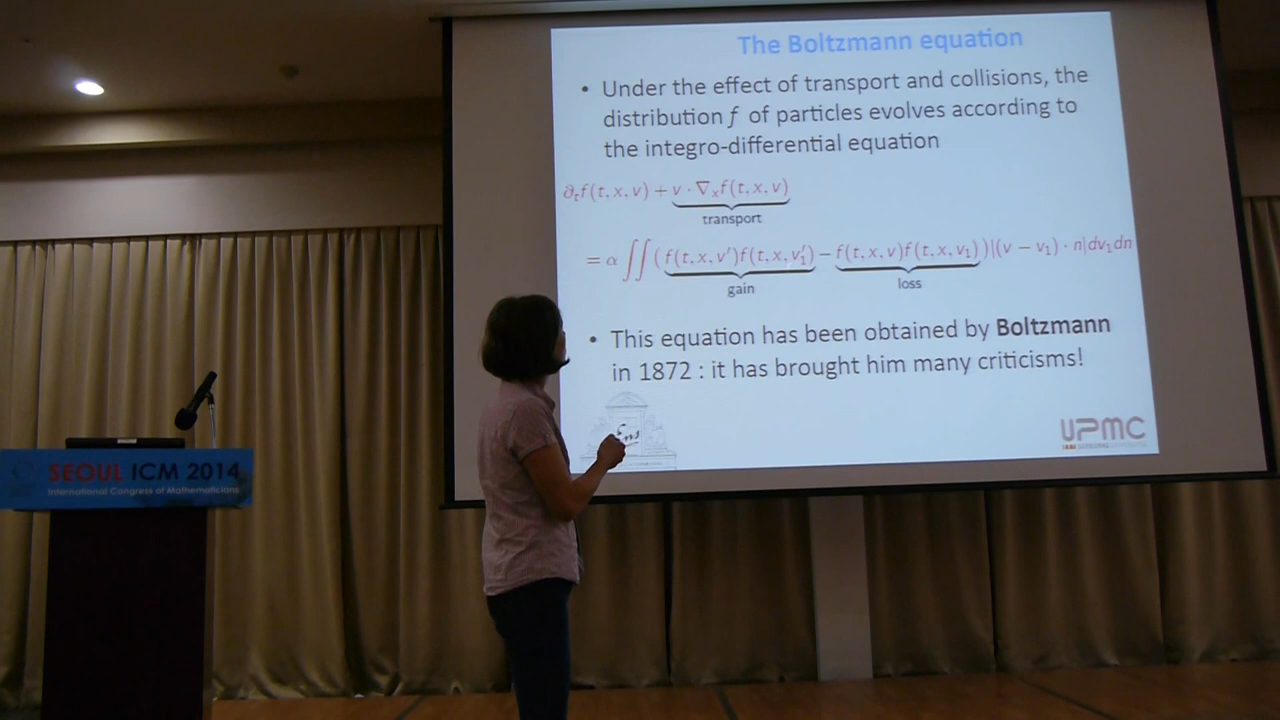 The Boltzmann equation
• Under the effect of transport and collisions, the
distribution f of particles evolves according to
the integro-differential equation
∂ₜf(t, x, v) + v · ∇ₓf(t, x, v)
transport
= α ∬ (f(t, x, v′)f(t, x, v′₁) − f(t, x, v)f(t, x, v₁))|(v − v₁) · n|dv₁dn
gain
loss
• This equation has been obtained by Boltzmann
in 1872 : it has brought him many criticisms!
Ens
UPMC
SEOUL ICM 2014
International Congress of Mathematicians